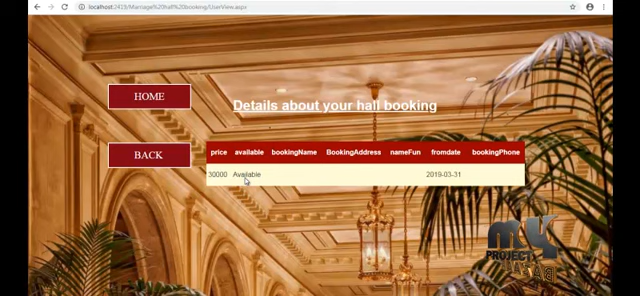 localhost:2419/Marriage%20hall%20booking/UserView.aspx
HOME
Details about your hall booking
BACK
price available bookingName BookingAddress nameFun fromdate bookingPhone
30000 Available 2019-03-31
PROJECT